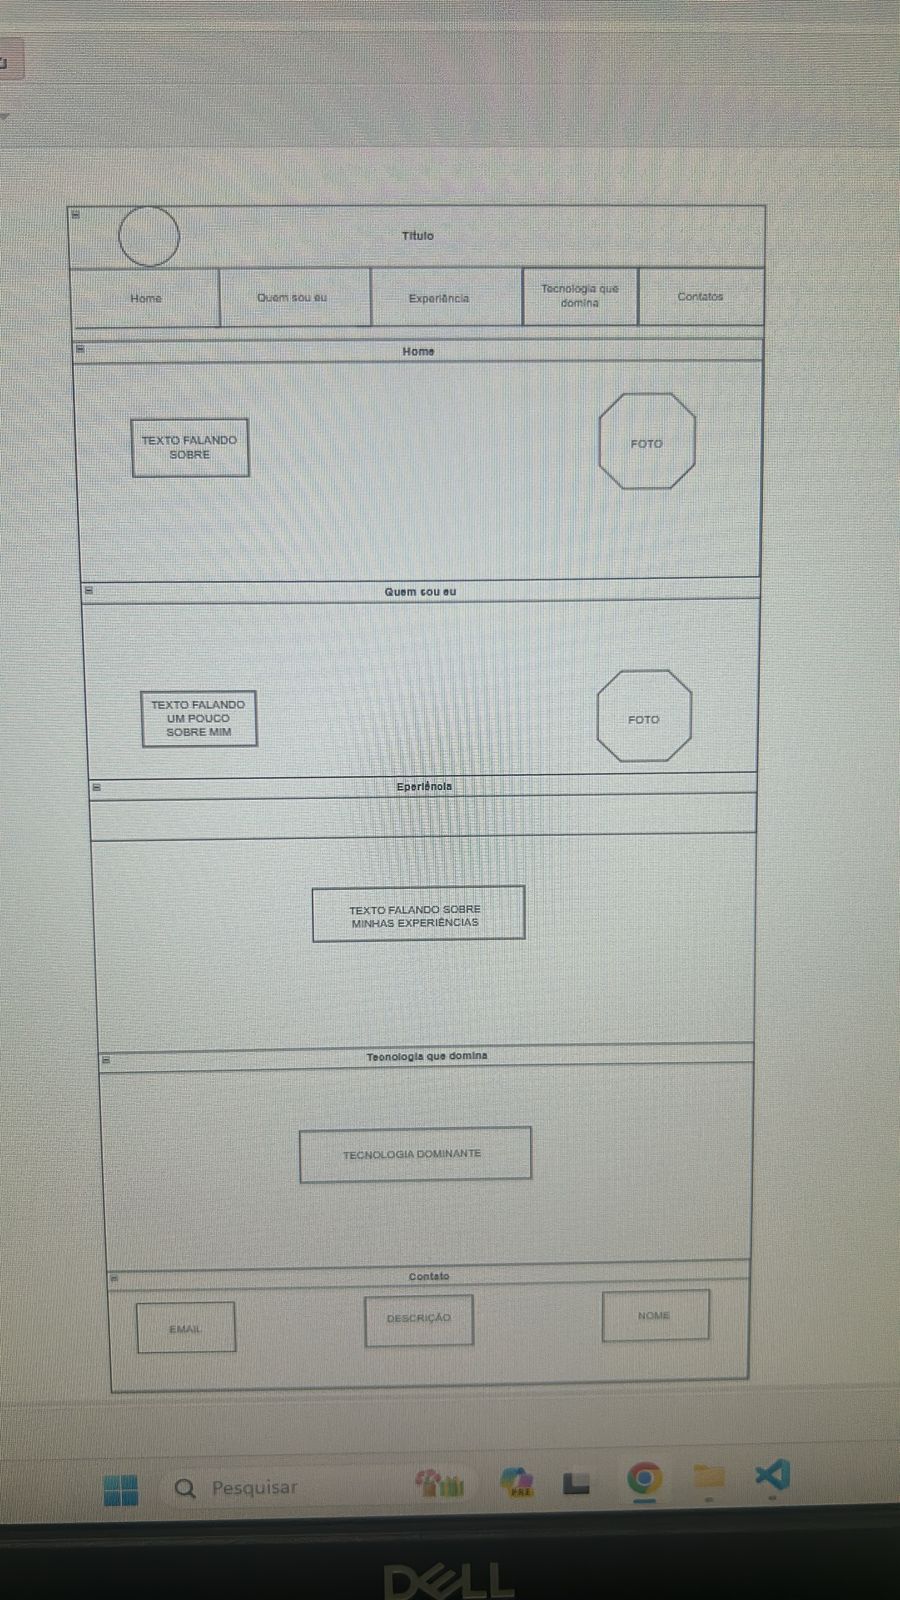 Título
Home
Quem sou eu
Experiência
Tecnologia que
domina
Contatos
Home
TEXTO FALANDO
SOBRE
FOTO
Quem sou eu
TEXTO FALANDO
UM POUCO
SOBRE MIM
FOTO
Eperiência
TEXTO FALANDO SOBRE
MINHAS EXPERIÊNCIAS
Tecnologia que domina
TECNOLOGIA DOMINANTE
Contato
EMAIL
DESCRIÇÃO
NOME
Pesquisar
PRE
DELL